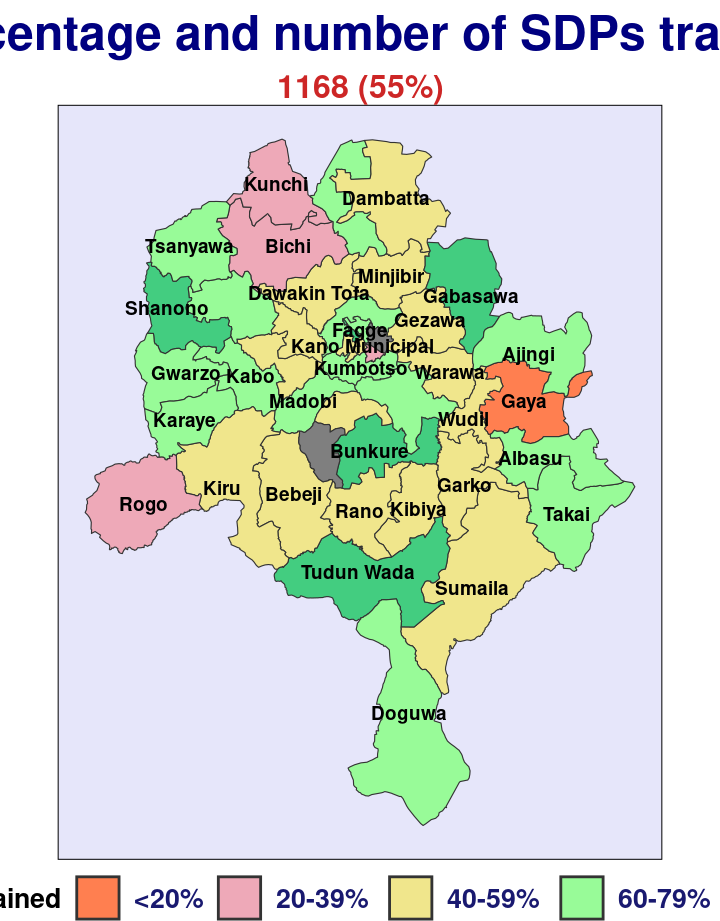 centage and number of SDPs tra
1168 (55%)
Kunchi
Dambatta
Tsanyawa
Bichi
Minjibir
Dawakin Tofa
Gabasawa
Shanono
Gezawa
Fagge
Kano Municipal
Ajingi
Kumbotso
Gwarzo
Kabo
Warawa
Madobi
Gaya
Karaye
Wudil
Bunkure
Albasu
Kiru
Bebeji
Garko
Rogo
Rano
Kibiya
Takai
Tudun Wada
Sumaila
Doguwa
ained <20% 20-39% 40-59% 60-79%